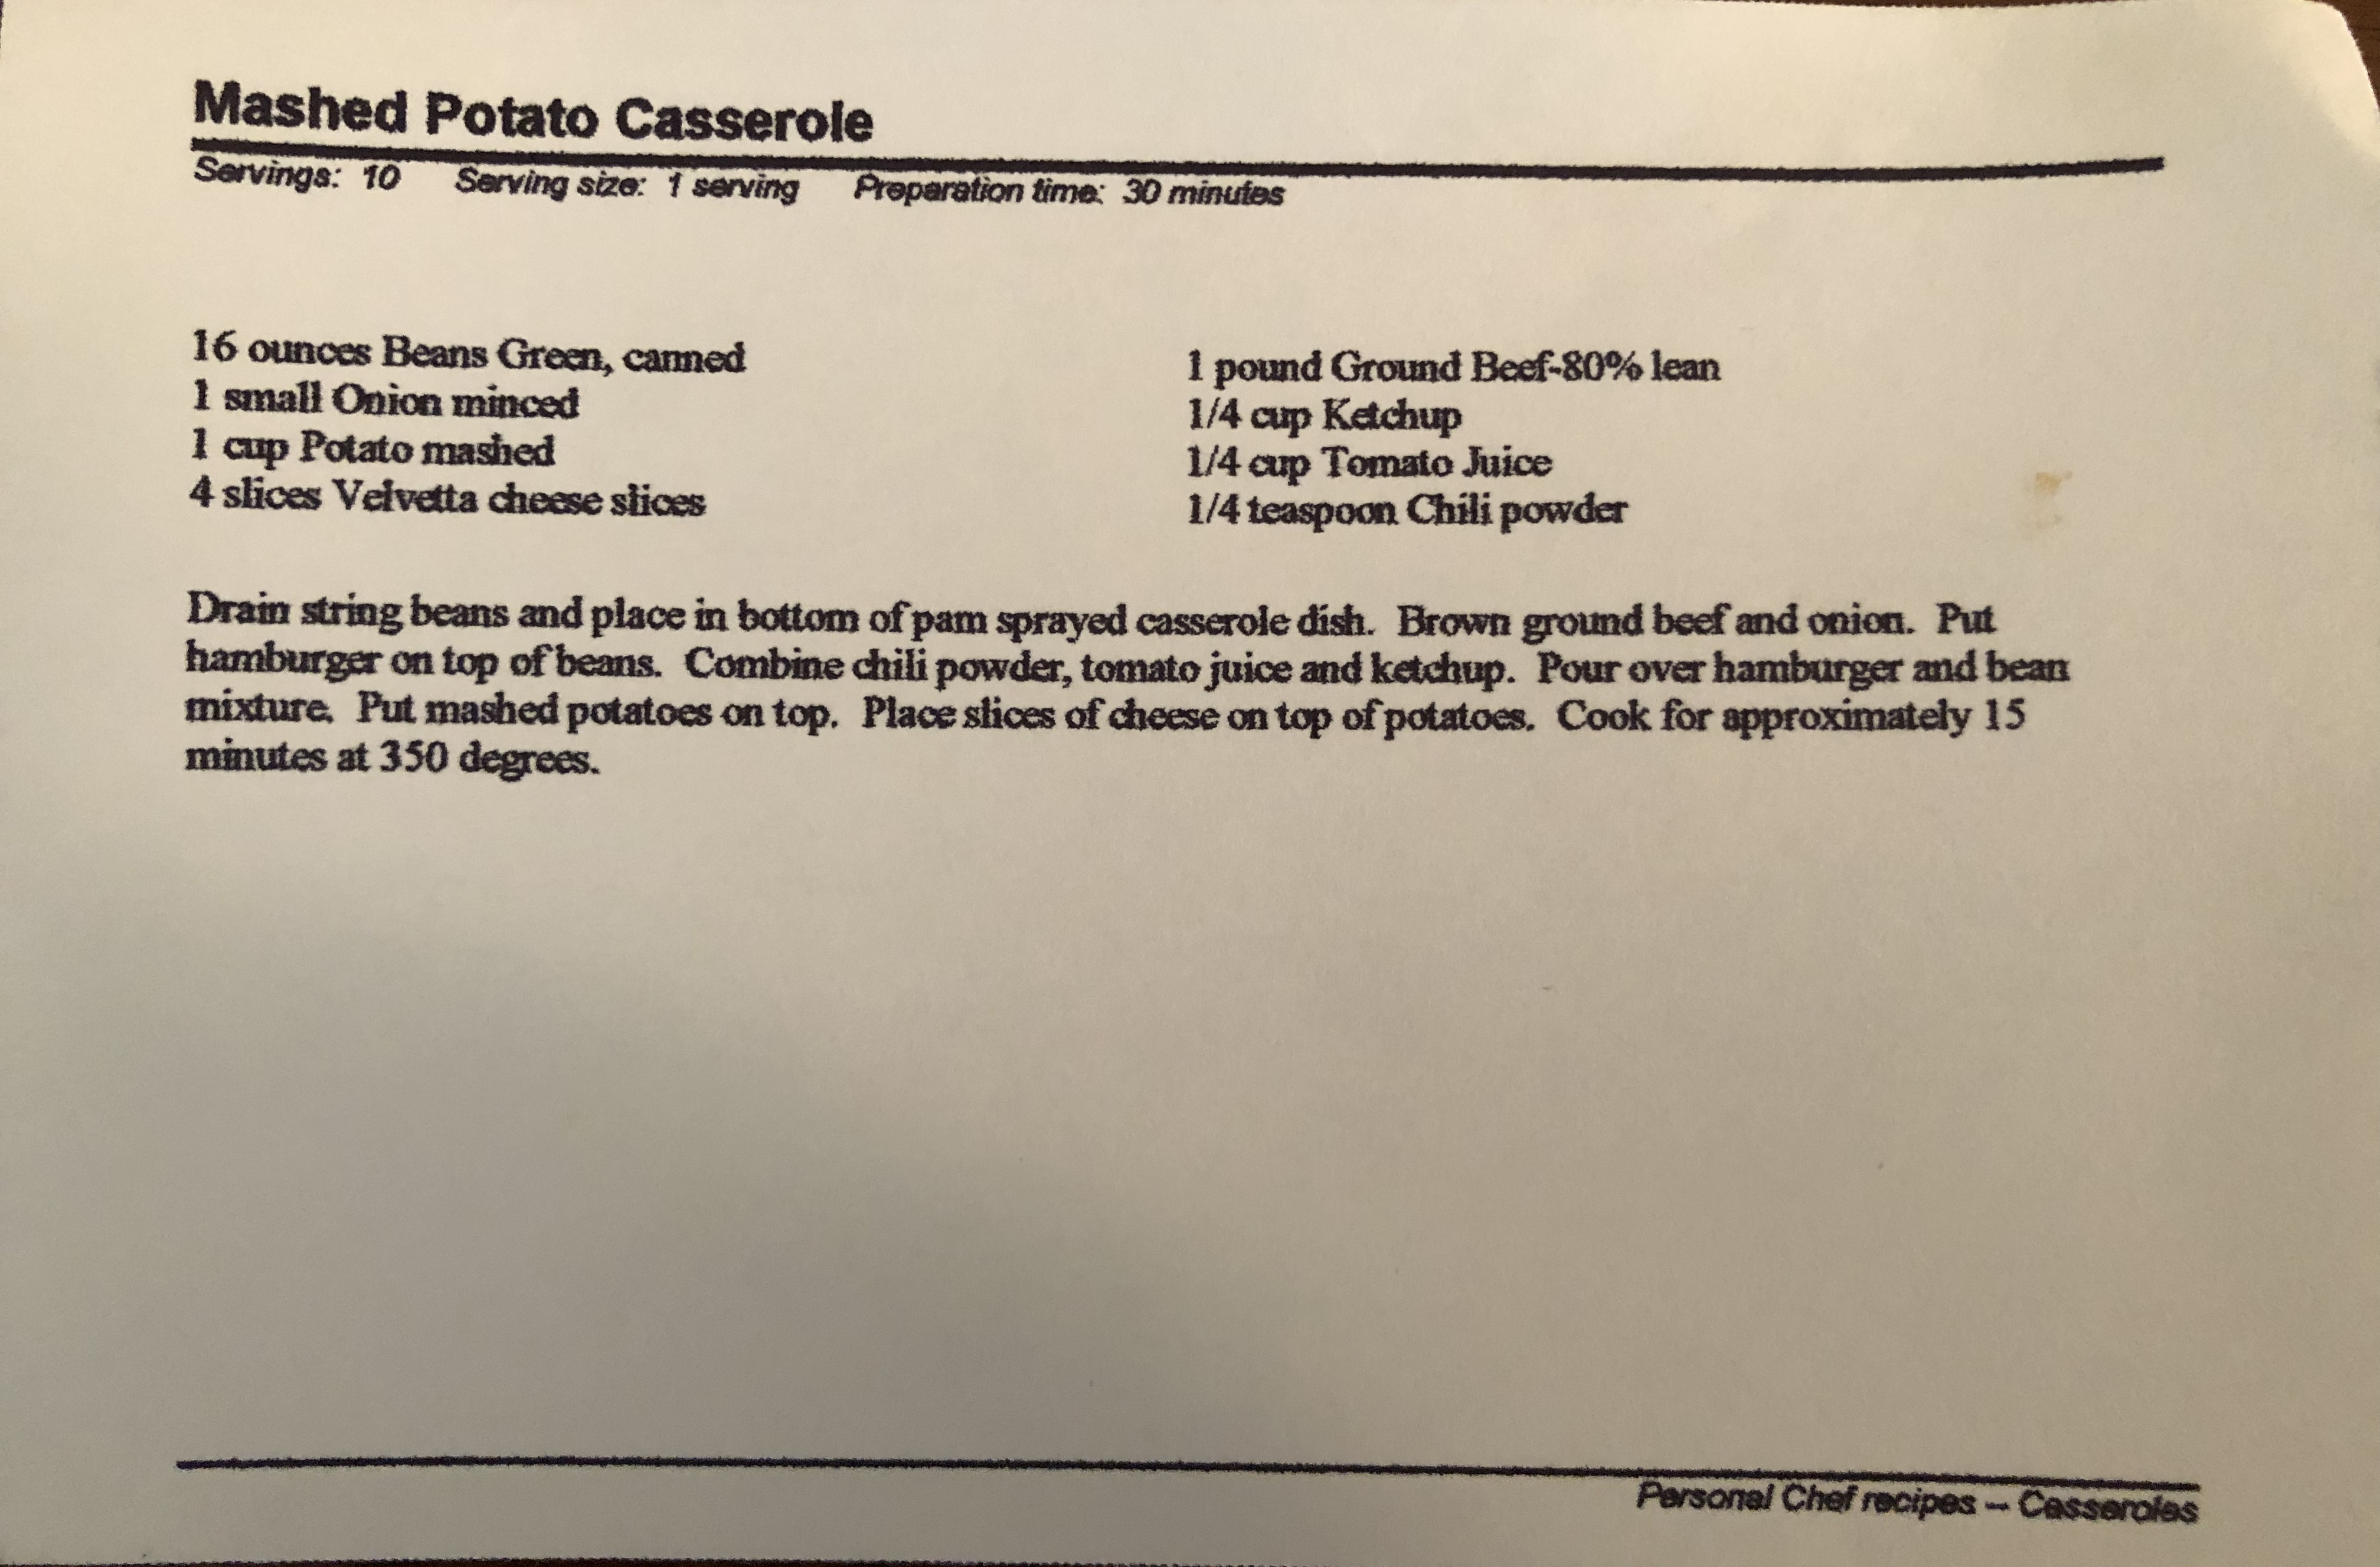 Mashed Potato Casserole
Servings: 10 Serving size: 1 serving Preparation time: 30 minutes
16 ounces Beans Green, canned
1 small Onion minced
1 cup Potato mashed
4 slices Velvetta cheese slices
1 pound Ground Beef-80% lean
1/4 cup Ketchup
1/4 cup Tomato Juice
1/4 teaspoon Chili powder
Drain string beans and place in bottom of pam sprayed casserole dish. Brown ground beef and onion. Put
hamburger on top of beans. Combine chili powder, tomato juice and ketchup. Pour over hamburger and bean
mixture. Put mashed potatoes on top. Place slices of cheese on top of potatoes. Cook for approximately 15
minutes at 350 degrees.
Personal Chef recipes – Casseroles